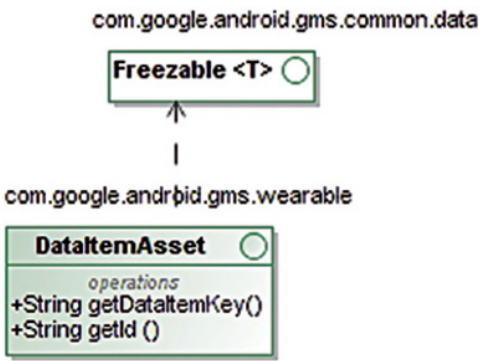 com.google.android.gms.common.data
Freezable <T>
com.google.android.gms.wearable
DataItemAsset
operations
+String getDataItemKey()
+String getId ()